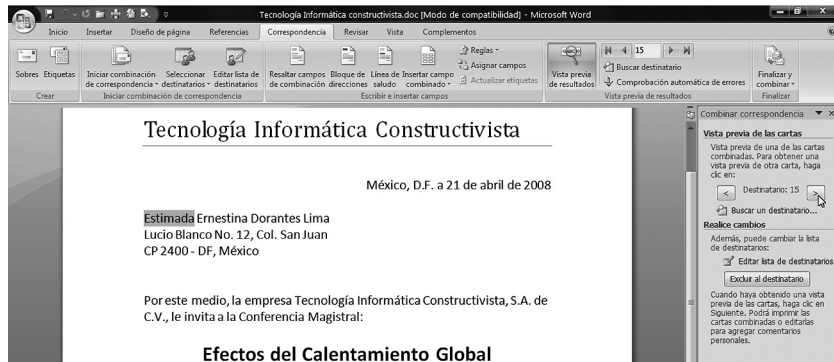 Tecnología Informática constructivista.doc [Modo de compatibilidad] - Microsoft Word
Inicio Insertar Diseño de página Referencias Correspondencia Revisar Vista Complementos
Sobres Etiquetas
Crear
Iniciar combinación de correspondencia
Seleccionar destinatarios
Editar lista de destinatarios
Iniciar combinación de correspondencia
Resaltar campos de combinación
Bloque de direcciones
Línea de saludo
Insertar campo combinado
Reglas
Asignar campos
Actualizar etiquetas
Escribir e insertar campos
Vista previa de resultados
15
Buscar destinatario
Comprobación automática de errores
Vista previa de resultados
Finalizar y combinar
Finalizar
Tecnología Informática Constructivista
México, D.F. a 21 de abril de 2008
Estimada Ernestina Dorantes Lima
Lucio Blanco No. 12, Col. San Juan
CP 2400 - DF, México
Por este medio, la empresa Tecnología Informática Constructivista, S.A. de
C.V., le invita a la Conferencia Magistral:
Efectos del Calentamiento Global
Combinar correspondencia
Vista previa de las cartas
Vista previa de una de las cartas
combinadas. Para obtener una
vista previa de otra carta, haga
clic en:
< Destinatario: 15 >
Buscar un destinatario...
Realice cambios
Además, puede cambiar la lista
de destinatarios:
Editar lista de destinatarios
Excluir al destinatario
Cuando haya obtenido una vista
previa de las cartas, haga clic en
Siguiente. Podrá imprimir las
cartas combinadas o editarlas
para agregar comentarios
personales.